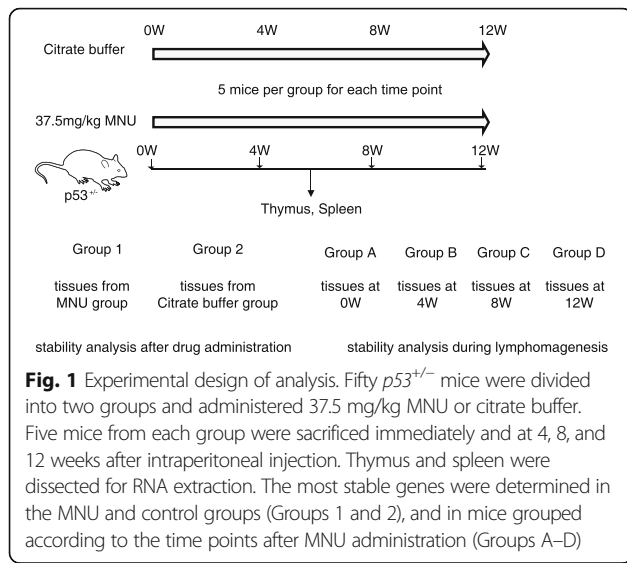 0W 4W 8W 12W
Citrate buffer
5 mice per group for each time point
37.5mg/kg MNU
0W 4W 8W 12W
p53+/-
Thymus, Spleen
Group 1 Group 2 Group A Group B Group C Group D
tissues from tissues from tissues at tissues at tissues at tissues at
MNU group Citrate buffer group 0W 4W 8W 12W
stability analysis after drug administration stability analysis during lymphomagenesis
Fig. 1 Experimental design of analysis. Fifty p53+/− mice were divided
into two groups and administered 37.5 mg/kg MNU or citrate buffer.
Five mice from each group were sacrificed immediately and at 4, 8, and
12 weeks after intraperitoneal injection. Thymus and spleen were
dissected for RNA extraction. The most stable genes were determined in
the MNU and control groups (Groups 1 and 2), and in mice grouped
according to the time points after MNU administration (Groups A–D)